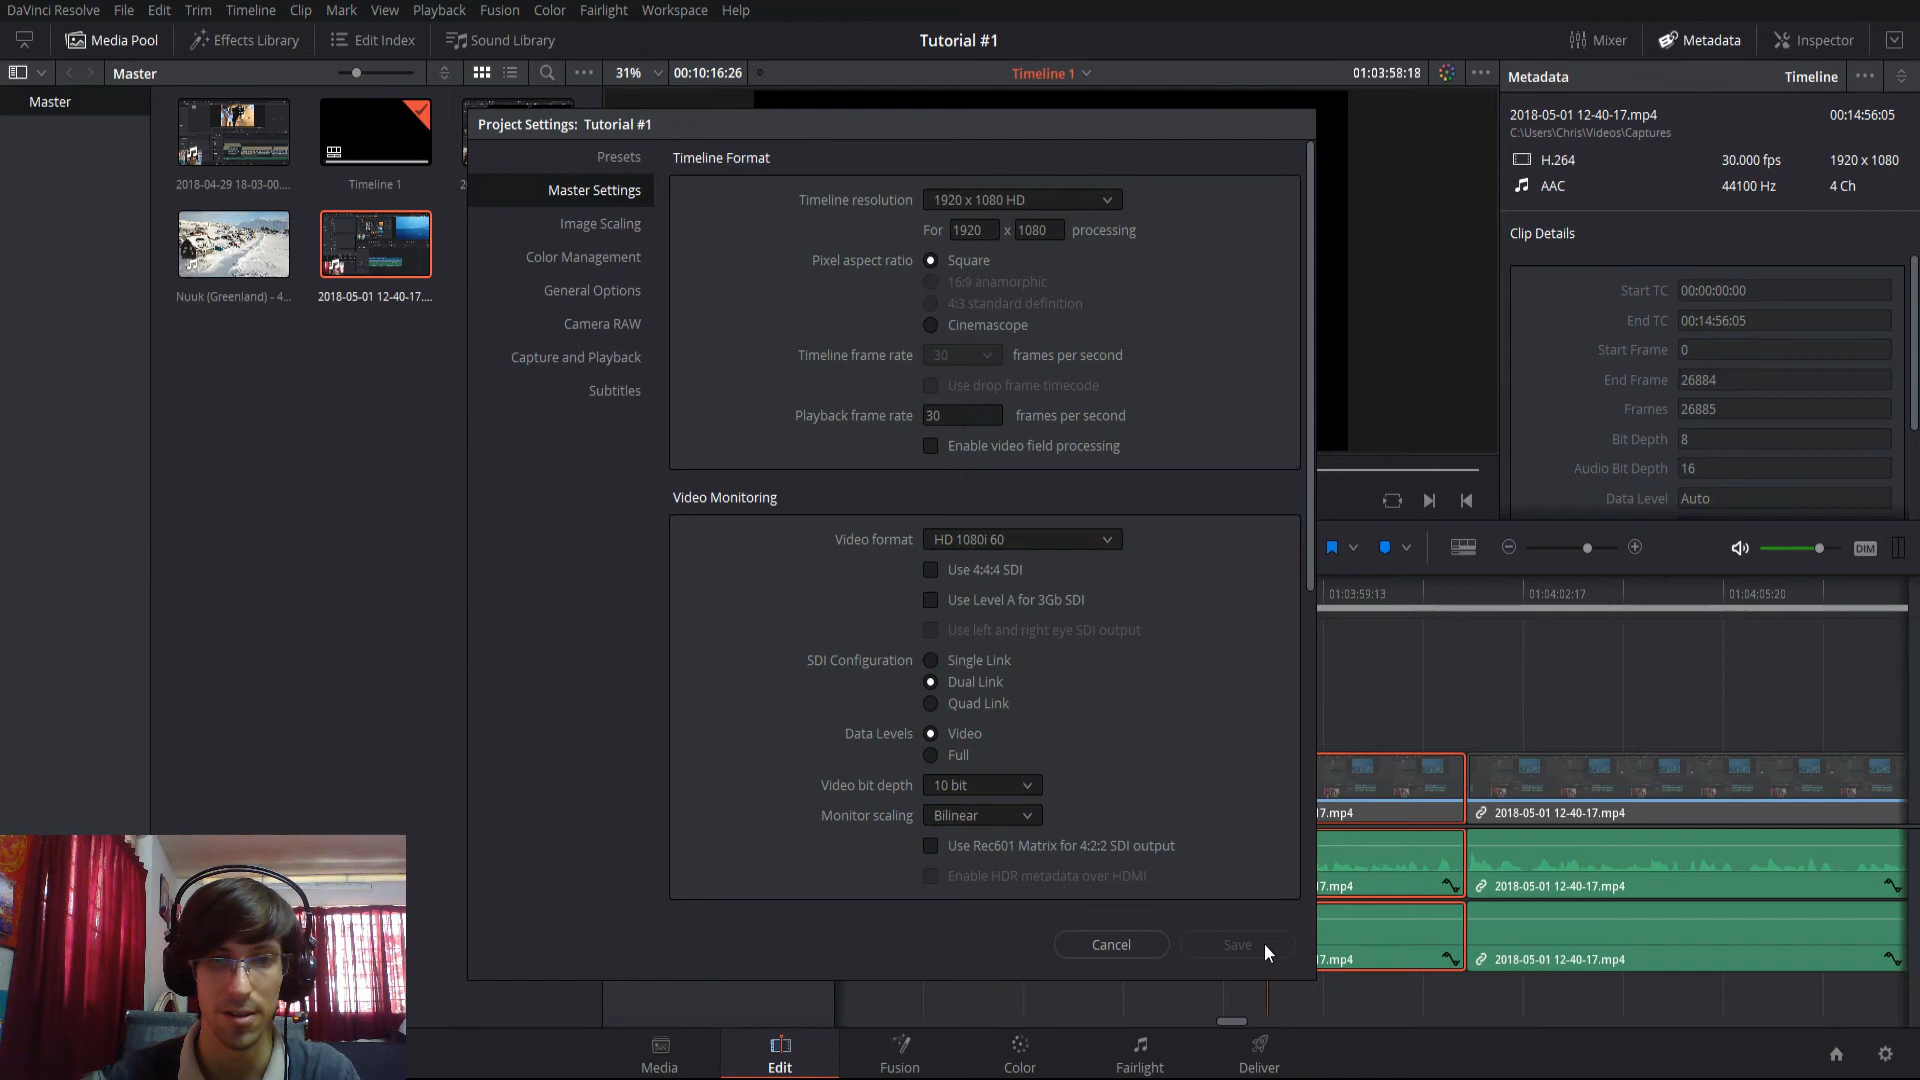 DaVinci Resolve File Edit Trim Timeline Clip Mark View Playback Fusion Color Fairlight Workspace Help
Media Pool Effects Library Edit Index Sound Library Tutorial #1 Mixer Metadata Inspector
Master 31% 00:10:16:26 Timeline 1 01:03:58:18 Metadata Timeline
Master
2018-04-29 18-03-00....
Timeline 1
Nuuk (Greenland) - 4...
2018-05-01 12-40-17....
Project Settings: Tutorial #1
Presets
Master Settings
Image Scaling
Color Management
General Options
Camera RAW
Capture and Playback
Subtitles
Timeline Format
Timeline resolution 1920 x 1080 HD
For 1920 x 1080 processing
Pixel aspect ratio Square
16:9 anamorphic
4:3 standard definition
Cinemascope
Timeline frame rate 30 frames per second
Use drop frame timecode
Playback frame rate 30 frames per second
Enable video field processing
Video Monitoring
Video format HD 1080i 60
Use 4:4:4 SDI
Use Level A for 3Gb SDI
Use left and right eye SDI output
SDI Configuration Single Link
Dual Link
Quad Link
Data Levels Video
Full
Video bit depth 10 bit
Monitor scaling Bilinear
Use Rec601 Matrix for 4:2:2 SDI output
Enable HDR metadata over HDMI
Cancel Save
2018-05-01 12-40-17.mp4 00:14:56:05
C:\Users\Chris\Videos\Captures
H.264 30.000 fps 1920 x 1080
AAC 44100 Hz 4 Ch
Clip Details
Start TC 00:00:00:00
End TC 00:14:56:05
Start Frame 0
End Frame 26884
Frames 26885
Bit Depth 8
Audio Bit Depth 16
Data Level Auto
DIM
01:03:59:13 01:04:02:17 01:04:05:20
17.mp4 2018-05-01 12-40-17.mp4
17.mp4 2018-05-01 12-40-17.mp4
17.mp4 2018-05-01 12-40-17.mp4
Media Edit Fusion Color Fairlight Deliver